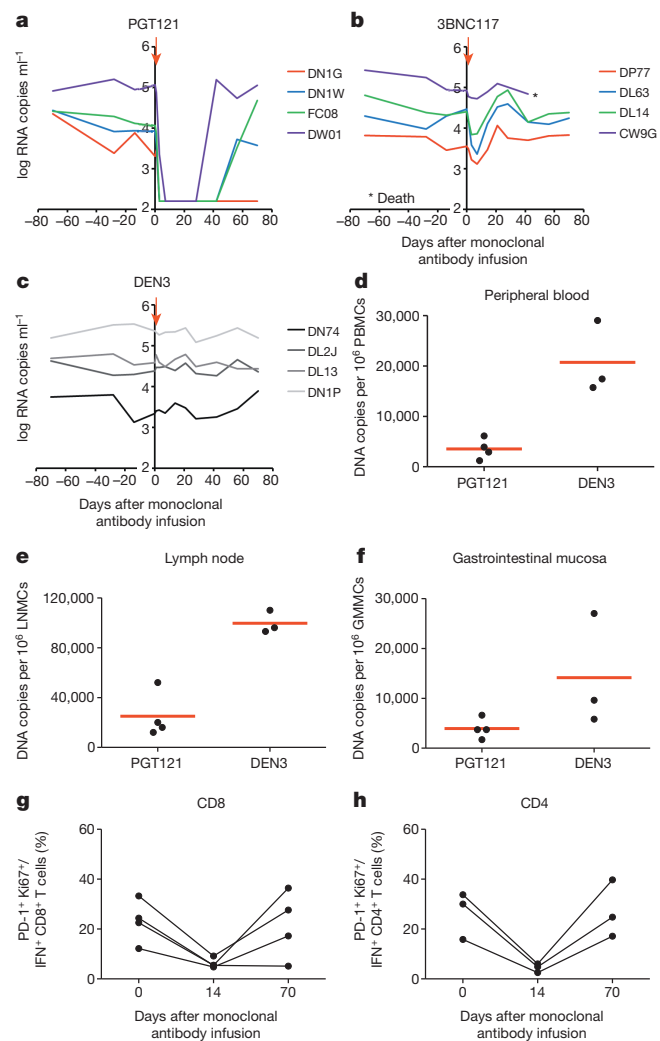 a
PGT121
log RNA copies ml⁻¹
6
5
4
3
2
−80 −60 −40 −20 0 20 40 60 80
DN1G
DN1W
FC08
DW01
b
3BNC117
6
5
4
3
2
* 
* Death
−80 −60 −40 −20 0 20 40 60 80
Days after monoclonal
antibody infusion
DP77
DL63
DL14
CW9G
c
DEN3
log RNA copies ml⁻¹
6
5
4
3
2
−80 −60 −40 −20 0 20 40 60 80
Days after monoclonal
antibody infusion
DN74
DL2J
DL13
DN1P
d
Peripheral blood
DNA copies per 10⁶ PBMCs
30,000
20,000
10,000
0
PGT121 DEN3
e
Lymph node
DNA copies per 10⁶ LNMCs
120,000
80,000
40,000
0
PGT121 DEN3
f
Gastrointestinal mucosa
DNA copies per 10⁶ GMMCs
30,000
20,000
10,000
0
PGT121 DEN3
g
CD8
PD-1⁺ Ki67⁺/
IFN⁺ CD8⁺ T cells (%)
60
40
20
0
0 14 70
Days after monoclonal
antibody infusion
h
CD4
PD-1⁺ Ki67⁺/
IFN⁺ CD4⁺ T cells (%)
60
40
20
0
0 14 70
Days after monoclonal
antibody infusion